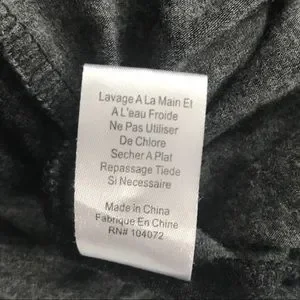 Lavage A La Main Et
A L'eau Froide
Ne Pas Utiliser
De Chlore
Secher A Plat
Repassage Tiede
Si Necessaire
Made in China
Fabrique En Chine
RN# 104072